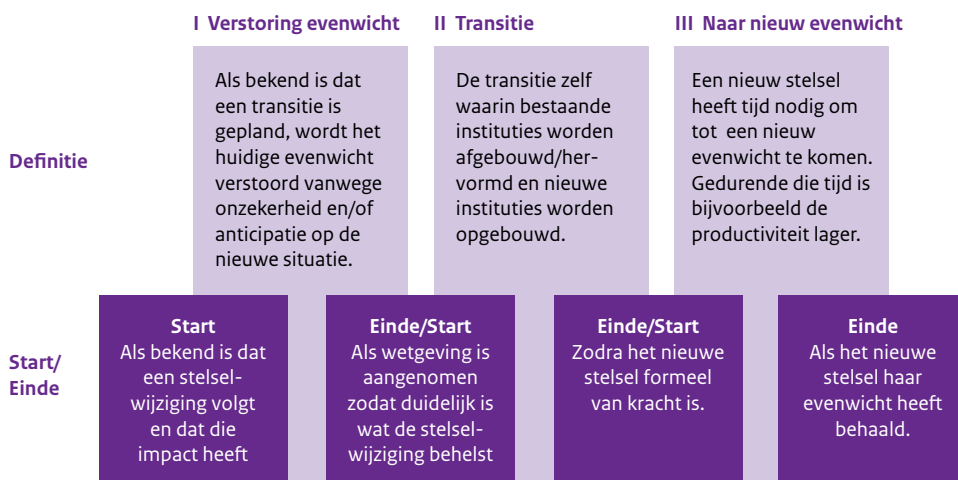 I Verstoring evenwicht
II Transitie
III Naar nieuw evenwicht
Definitie
Als bekend is dat
een transitie is
gepland, wordt het
huidige evenwicht
verstoord vanwege
onzekerheid en/of
anticipatie op de
nieuwe situatie.
De transitie zelf
waarin bestaande
instituties worden
afgebouwd/her-
vormd en nieuwe
instituties worden
opgebouwd.
Een nieuw stelsel
heeft tijd nodig om
tot een nieuw
evenwicht te komen.
Gedurende die tijd is
bijvoorbeeld de
productiviteit lager.
Start/
Einde
Start
Als bekend is dat
een stelsel-
wijziging volgt
en dat die
impact heeft
Einde/Start
Als wetgeving is
aangenomen
zodat duidelijk is
wat de stelsel-
wijziging behelst
Einde/Start
Zodra het nieuwe
stelsel formeel
van kracht is.
Einde
Als het nieuwe
stelsel haar
evenwicht heeft
behaald.